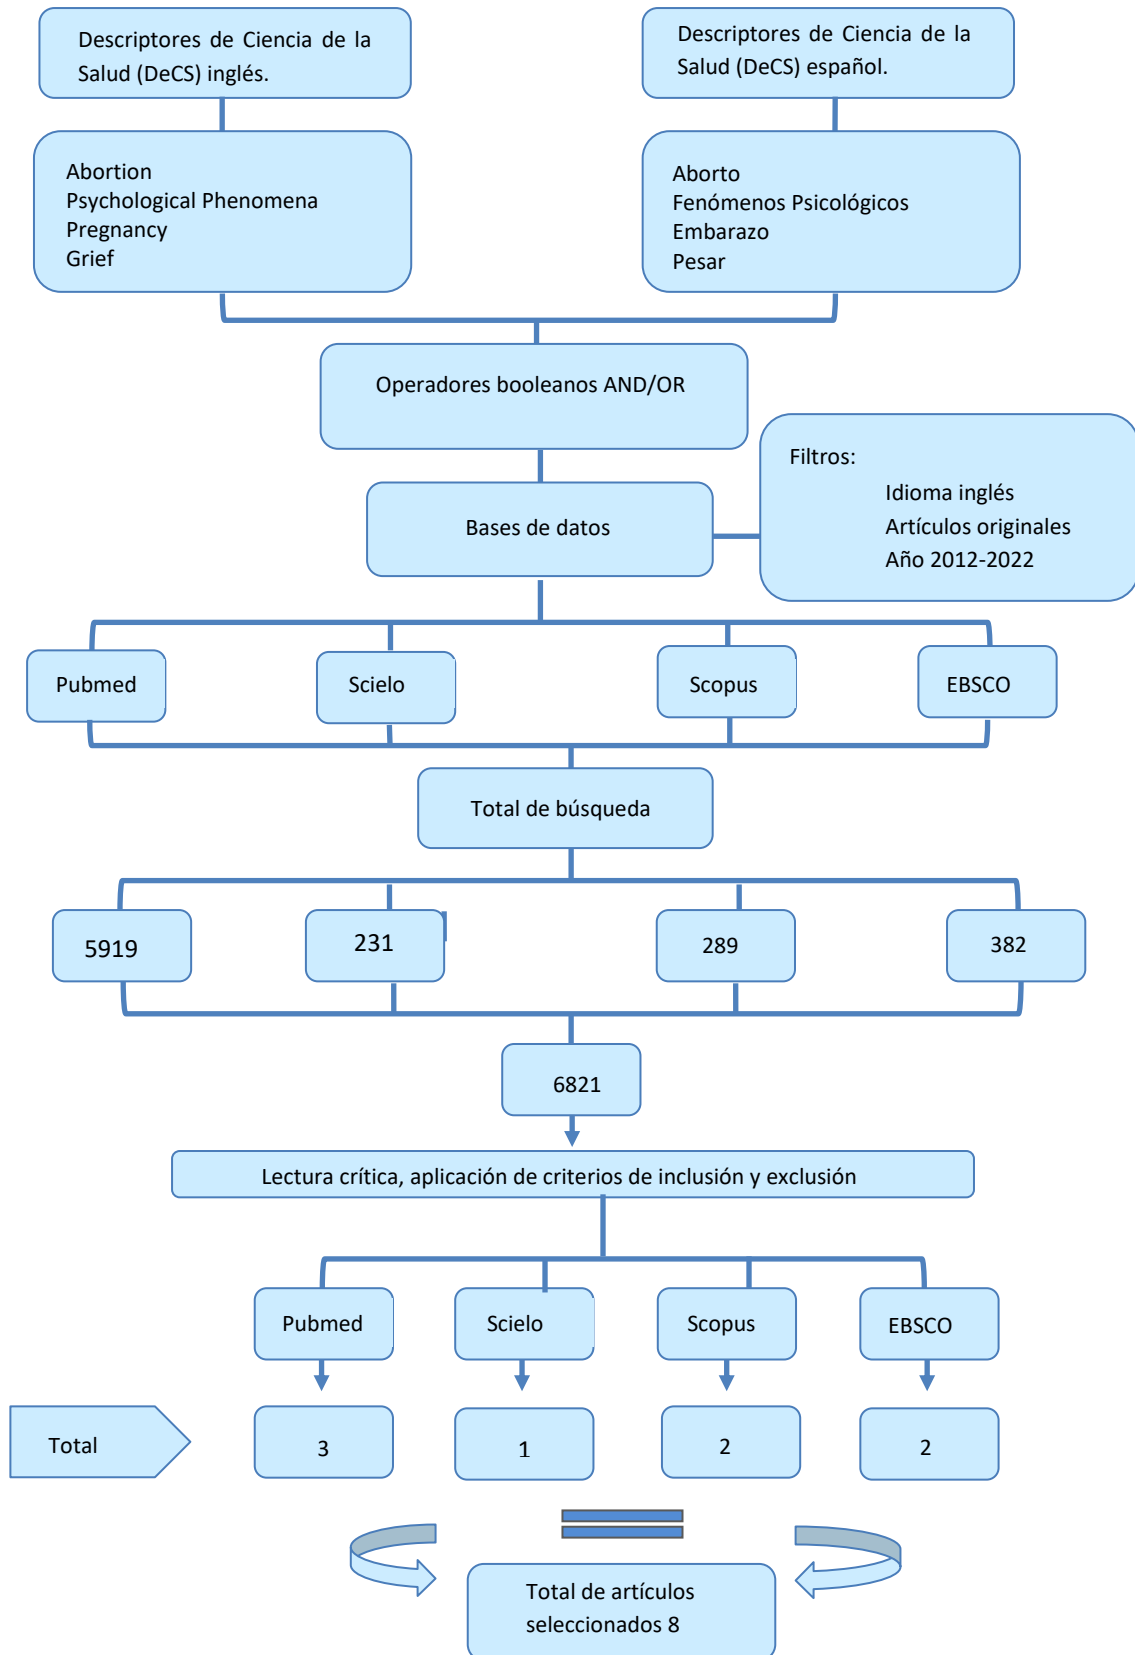 Descriptores de Ciencia de la
Salud (DeCS) inglés.
Descriptores de Ciencia de la
Salud (DeCS) español.
Abortion
Psychological Phenomena
Pregnancy
Grief
Aborto
Fenómenos Psicológicos
Embarazo
Pesar
Operadores booleanos AND/OR
Filtros:
Idioma inglés
Artículos originales
Año 2012-2022
Bases de datos
Pubmed
Scielo
Scopus
EBSCO
Total de búsqueda
5919
231
289
382
6821
Lectura crítica, aplicación de criterios de inclusión y exclusión
Pubmed
Scielo
Scopus
EBSCO
Total
3
1
2
2
Total de artículos
seleccionados 8